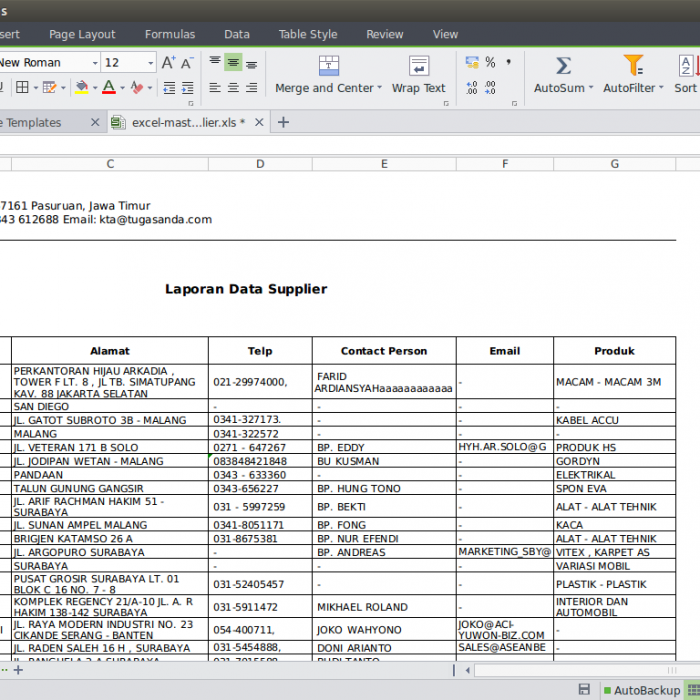 s
sert Page Layout Formulas Data Table Style Review View
New Roman 12 A+ A-
U A % ,
Merge and Center Wrap Text AutoSum AutoFilter Sort
e Templates excel-mast...lier.xls *
C D E F G
7161 Pasuruan, Jawa Timur
343 612688 Email: kta@tugasanda.com
Laporan Data Supplier
Alamat Telp Contact Person Email Produk
PERKANTORAN HIJAU ARKADIA ,
TOWER F LT. 8 , JL TB. SIMATUPANG
KAV. 88 JAKARTA SELATAN
021-29974000,
FARID
ARDIANSYAHaaaaaaaaaaaa
-
MACAM - MACAM 3M
SAN DIEGO - - -
JL. GATOT SUBROTO 3B - MALANG 0341-327173. - - KABEL ACCU
MALANG 0341-322572 - -
JL. VETERAN 171 B SOLO 0271 - 647267 BP. EDDY HYH.AR.SOLO@G PRODUK HS
JL. JODIPAN WETAN - MALANG 083848421848 BU KUSMAN - GORDYN
PANDAAN 0343 - 633360 - - ELEKTRIKAL
TALUN GUNUNG GANGSIR 0343-656227 BP. HUNG TONO - SPON EVA
JL. ARIF RACHMAN HAKIM 51 -
SURABAYA
031 - 5997259 BP. BEKTI - ALAT - ALAT TEHNIK
JL. SUNAN AMPEL MALANG 0341-8051171 BP. FONG - KACA
BRIGJEN KATAMSO 26 A 031-8675381 BP. NUR EFENDI - ALAT - ALAT TEHNIK
JL. ARGOPURO SURABAYA - BP. ANDREAS MARKETING_SBY@ VITEX , KARPET AS
SURABAYA - - - VARIASI MOBIL
PUSAT GROSIR SURABAYA LT. 01
BLOK C 16 NO. 7 - 8
031-52405457 - - PLASTIK - PLASTIK
KOMPLEK REGENCY 21/A-10 JL. A. R
HAKIM 138-142 SURABAYA
031-5911472 MIKHAEL ROLAND -
INTERIOR DAN
AUTOMOBIL
I
JL. RAYA MODERN INDUSTRI NO. 23
CIKANDE SERANG - BANTEN
054-400711, JOKO WAHYONO
JOKO@ACI-
YUWON-BIZ.COM
-
JL. RADEN SALEH 16 H , SURABAYA 031-5454888, DONI ARIANTO SALES@ASEANBE -
AutoBackup